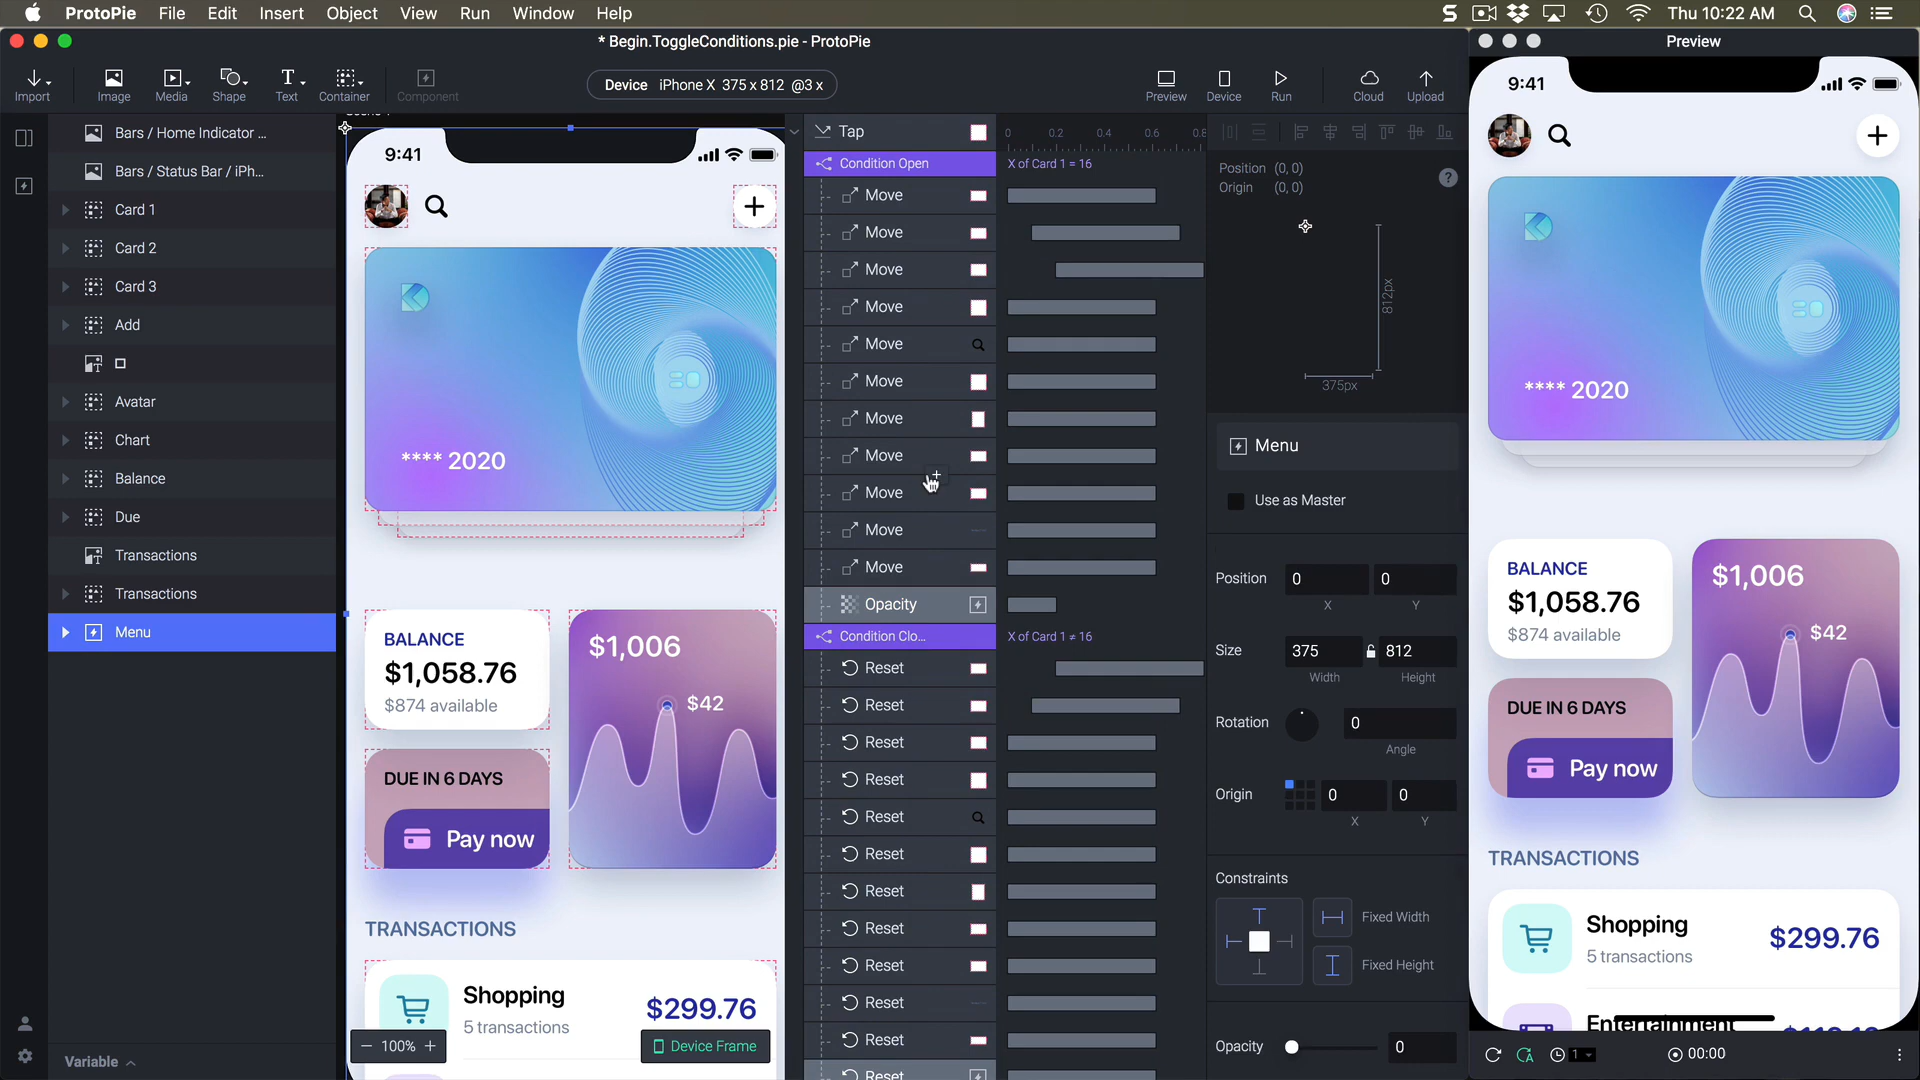 ProtoPie File Edit Insert Object View Run Window Help
Thu 10:22 AM
* Begin.ToggleConditions.pie - ProtoPie
Preview
Import
Image
Media
Shape
Text
Container
Component
Device iPhone X 375 x 812 @3 x
Preview
Device
Run
Cloud
Upload
Bars / Home Indicator ...
Bars / Status Bar / iPh...
Card 1
Card 2
Card 3
Add
Avatar
Chart
Balance
Due
Transactions
Transactions
Menu
Variable
9:41
**** 2020
BALANCE
$1,058.76
$874 available
$1,006
$42
DUE IN 6 DAYS
Pay now
TRANSACTIONS
Shopping
5 transactions
$299.76
100%
Device Frame
Tap
0 0.2 0.4 0.6 0.8
Condition Open
X of Card 1 = 16
Move
Move
Move
Move
Move
Move
Move
Move
Move
Move
Move
Opacity
Condition Clo...
X of Card 1 ≠ 16
Reset
Reset
Reset
Reset
Reset
Reset
Reset
Reset
Reset
Reset
Reset
Reset
Position (0, 0)
Origin (0, 0)
?
812px
375px
Menu
Use as Master
Position 0 0
X Y
Size 375 812
Width Height
Rotation 0
Angle
Origin 0 0
X Y
Constraints
Fixed Width
Fixed Height
Opacity 0
9:41
**** 2020
BALANCE
$1,058.76
$874 available
$1,006
$42
DUE IN 6 DAYS
Pay now
TRANSACTIONS
Shopping
5 transactions
$299.76
Entertainment
1
00:00